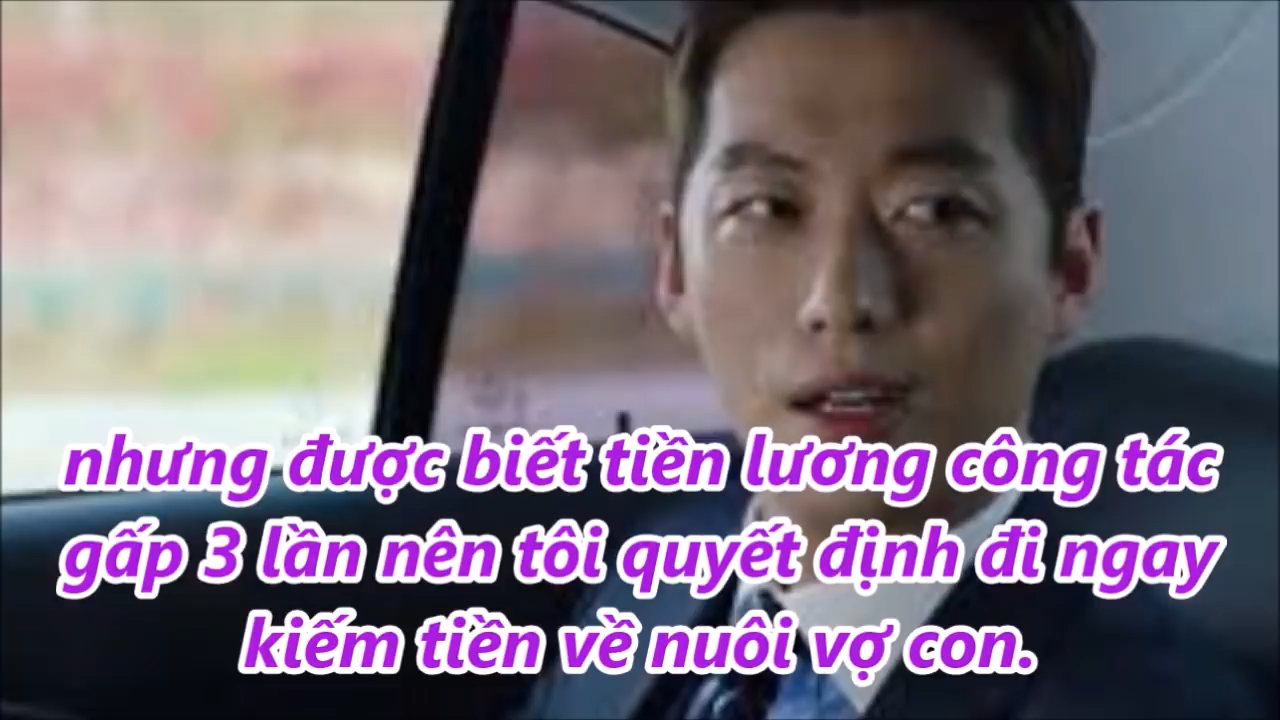 nhưng được biết tiền lương công tác
gấp 3 lần nên tôi quyết định đi ngay
kiếm tiền về nuôi vợ con.